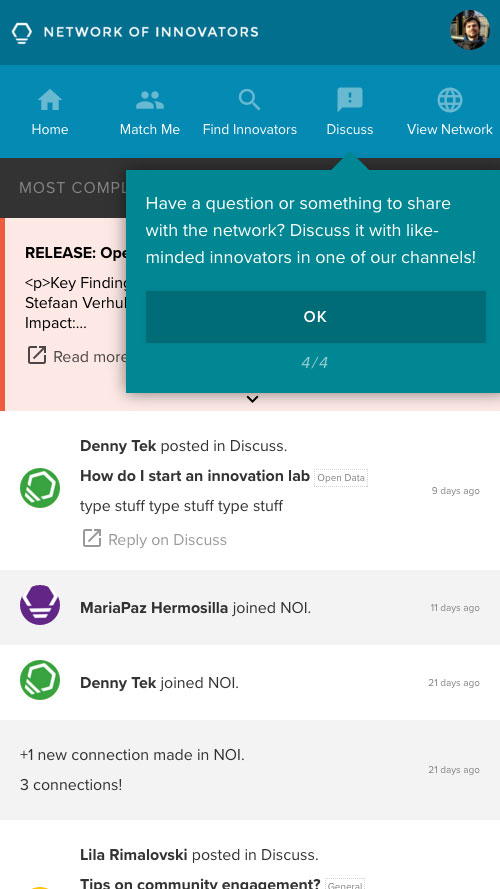 NETWORK OF INNOVATORS
Home
Match Me
Find Innovators
Discuss
View Network
MOST COMPL
Have a question or something to share
with the network? Discuss it with like-
minded innovators in one of our channels!
OK
4/4
RELEASE: Ope
<p>Key Finding
Stefaan Verhul
Impact:...
Read more
Denny Tek posted in Discuss.
How do I start an innovation lab Open Data
type stuff type stuff type stuff
9 days ago
Reply on Discuss
MariaPaz Hermosilla joined NOI.
11 days ago
Denny Tek joined NOI.
21 days ago
+1 new connection made in NOI.
3 connections!
21 days ago
Lila Rimalovski posted in Discuss.
Tips on community engagement? General